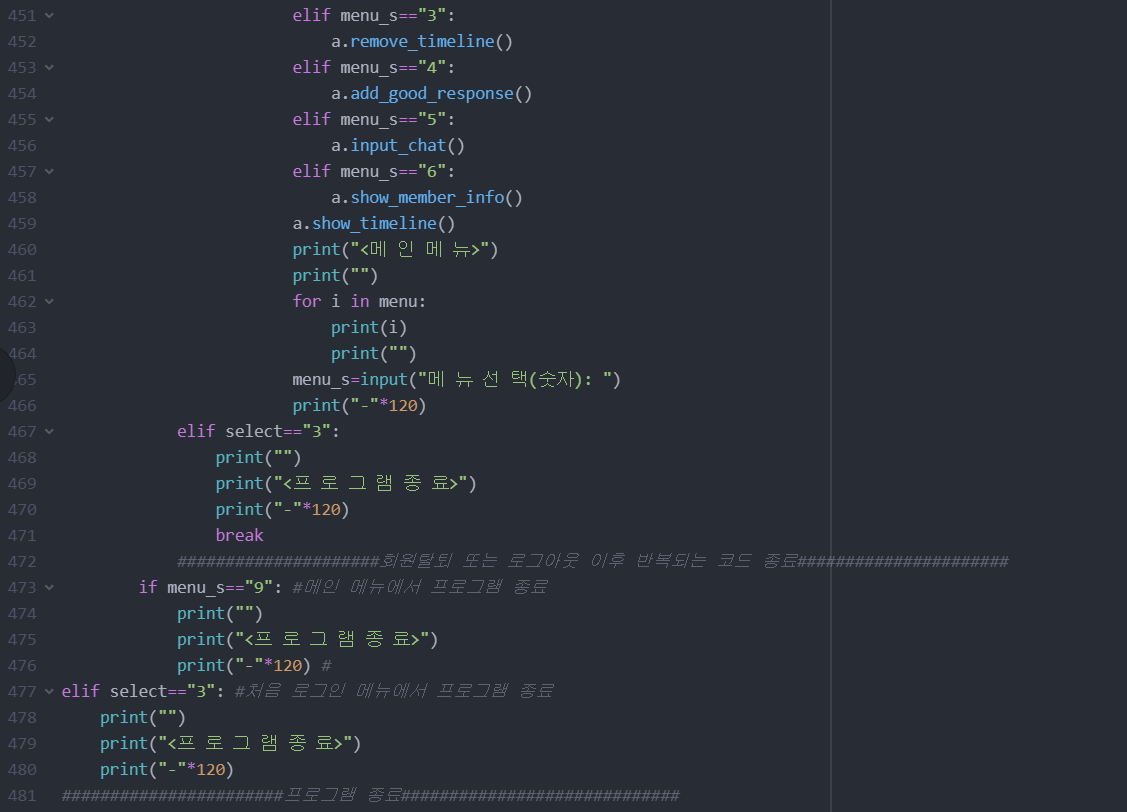 451 elif menu_s=="3":
452 a.remove_timeline()
453 elif menu_s=="4":
454 a.add_good_response()
455 elif menu_s=="5":
456 a.input_chat()
457 elif menu_s=="6":
458 a.show_member_info()
459 a.show_timeline()
460 print("<메 인 메 뉴>")
461 print("")
462 for i in menu:
463 print(i)
464 print("")
65 menu_s=input("메 뉴 선 택(숫자): ")
466 print("-"*120)
467 elif select=="3":
468 print("")
469 print("<프 로 그 램 종 료>")
470 print("-"*120)
471 break
472 #####################회원탈퇴 또는 로그아웃 이후 반복되는 코드 종료######################
473 if menu_s=="9": #메인 메뉴에서 프로그램 종료
474 print("")
475 print("<프 로 그 램 종 료>")
476 print("-"*120) #
477 elif select=="3": #처음 로그인 메뉴에서 프로그램 종료
478 print("")
479 print("<프 로 그 램 종 료>")
480 print("-"*120)
481 #######################프로그램 종료#############################